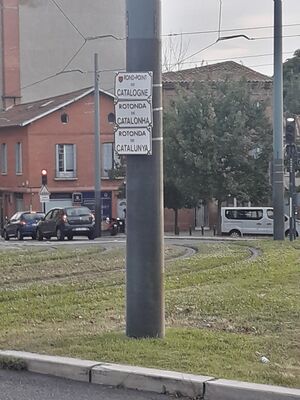 ROND-POINT
DE
CATALOGNE
ROTONDA
DE
CATALONHA
ROTONDA
DE
CATALUNYA